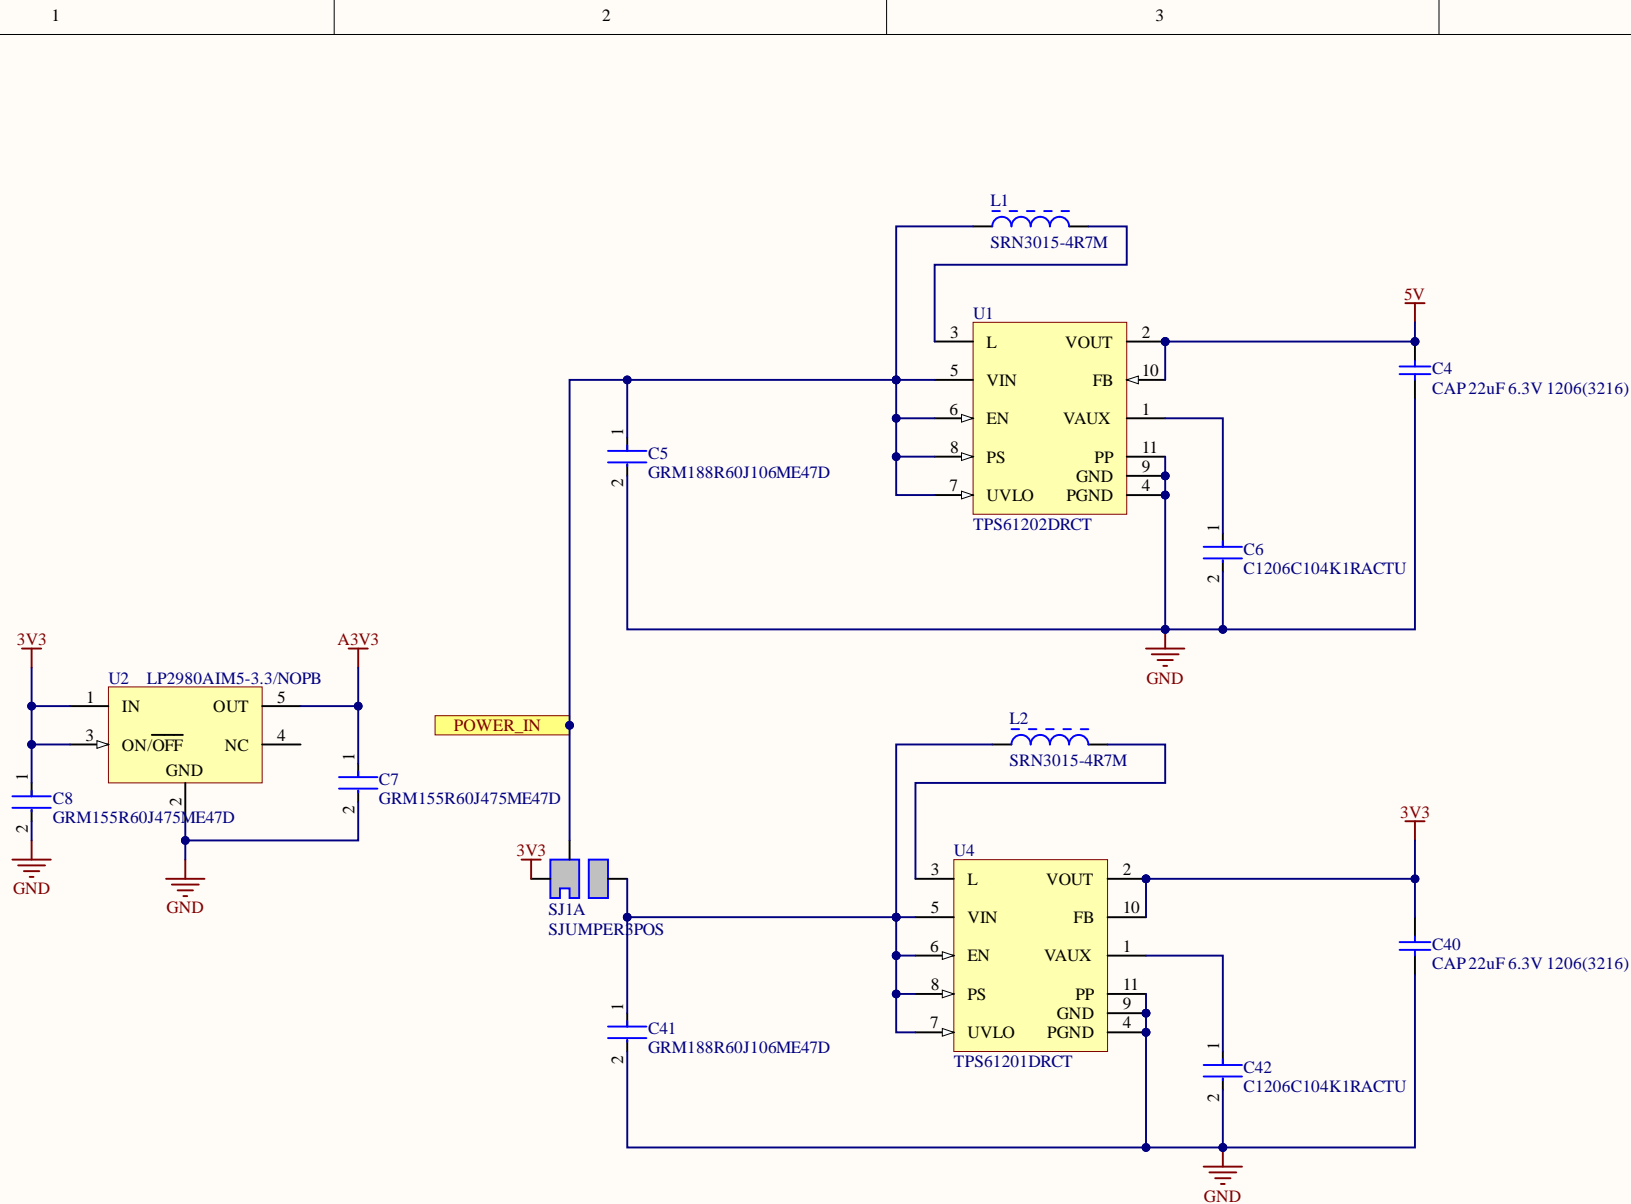 1 2 3
L1
SRN3015-4R7M
5V
U1
3 L VOUT 2
5 VIN FB 10
6 EN VAUX 1
8 PS PP 11
GND 9
7 UVLO PGND 4
TPS61202DRCT
C4
CAP 22uF 6.3V 1206(3216)
1
C5
GRM188R60J106ME47D
2
1
C6
C1206C104K1RACTU
2
GND
3V3
A3V3
U2 LP2980AIM5-3.3/NOPB
1 IN OUT 5
3 ON/OFF NC 4
GND
2
1
C8
GRM155R60J475ME47D
2
GND
GND
1
C7
GRM155R60J475ME47D
2
POWER_IN
L2
SRN3015-4R7M
3V3
3V3
SJ1A
SJUMPER3POS
U4
3 L VOUT 2
5 VIN FB 10
6 EN VAUX 1
8 PS PP 11
GND 9
7 UVLO PGND 4
TPS61201DRCT
C40
CAP 22uF 6.3V 1206(3216)
1
C41
GRM188R60J106ME47D
2
1
C42
C1206C104K1RACTU
2
GND